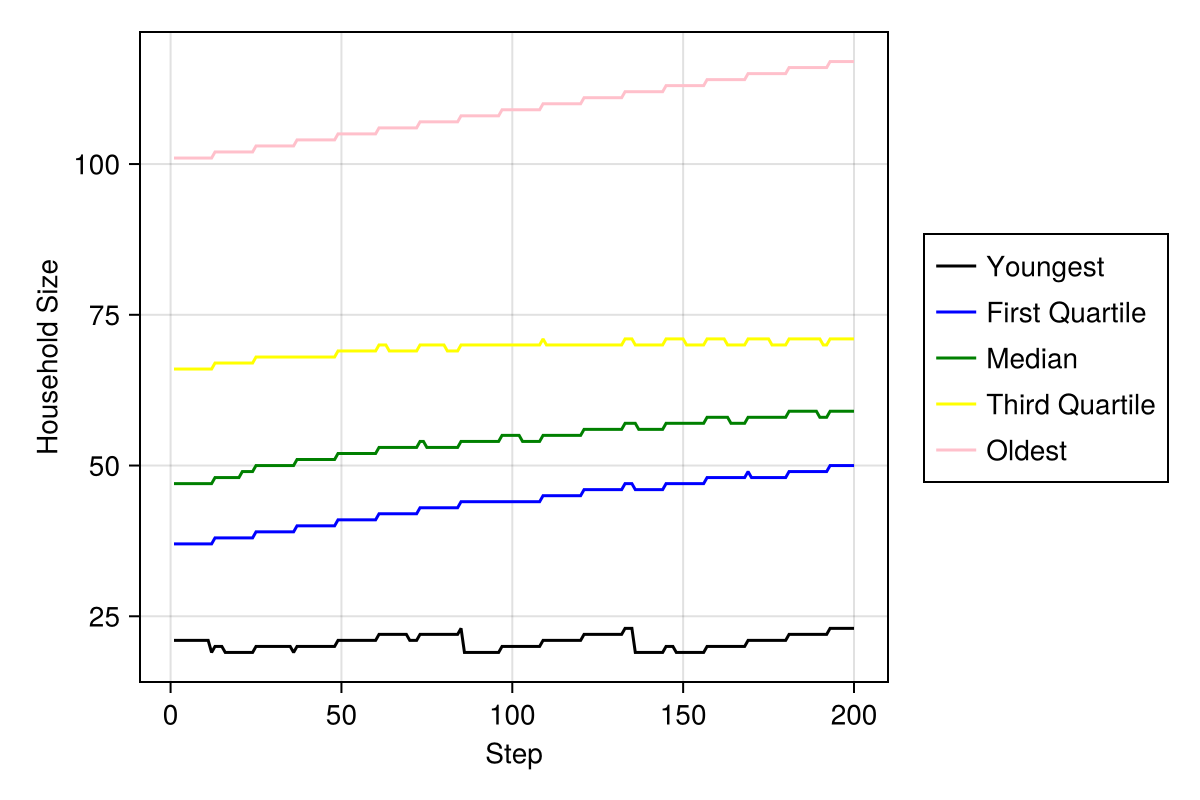 100
75
50
25
Household Size
0
50
100
150
200
Step
Youngest
First Quartile
Median
Third Quartile
Oldest